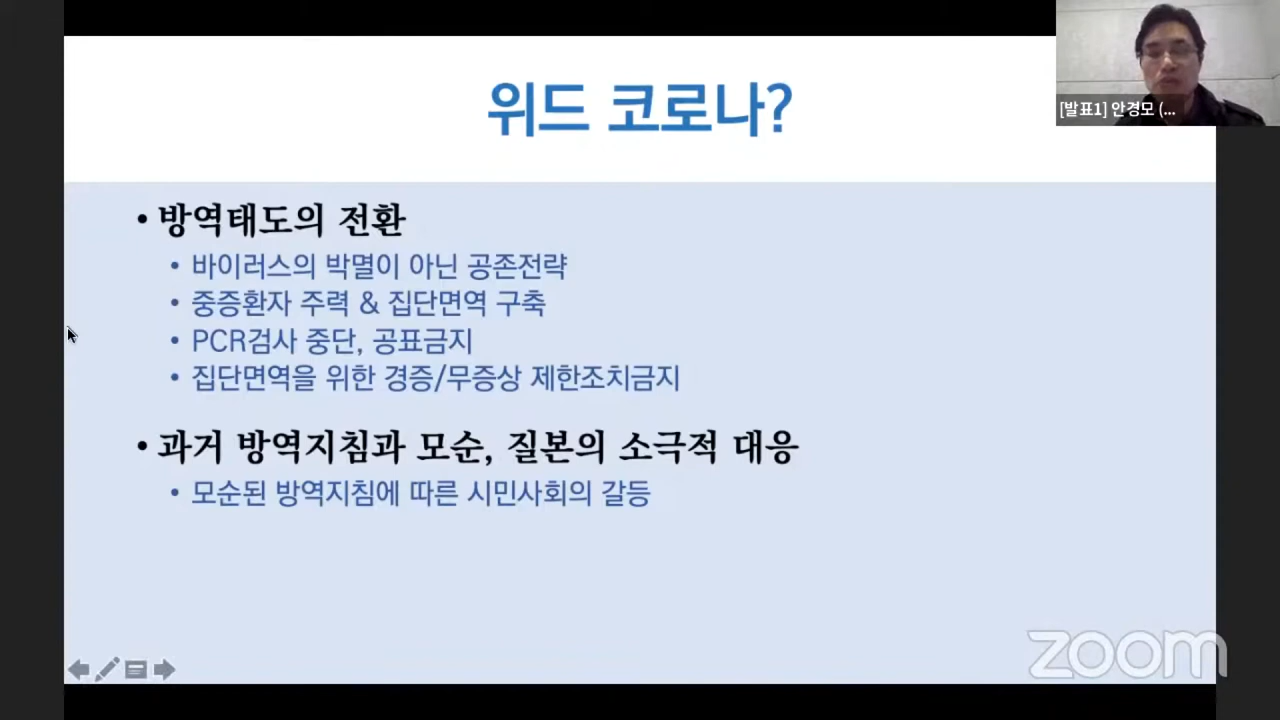 위드 코로나?
[발표1] 안경모 (...
• 방역태도의 전환
• 바이러스의 박멸이 아닌 공존전략
• 중증환자 주력 & 집단면역 구축
• PCR검사 중단, 공표금지
• 집단면역을 위한 경증/무증상 제한조치금지
• 과거 방역지침과 모순, 질본의 소극적 대응
• 모순된 방역지침에 따른 시민사회의 갈등
zoom